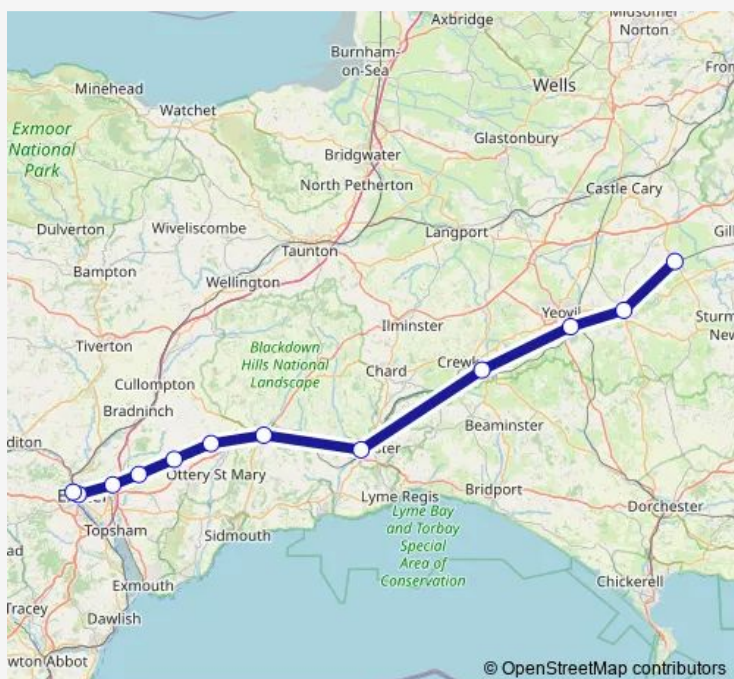 Axbridge
Midsomer
Norton
Burnham-
on-Sea
Wells
Minehead
Watchet
Exmoor
National
Park
Glastonbury
Bridgwater
North Petherton
Castle Cary
Dulverton
Wiveliscombe
Langport
Taunton
Bampton
Wellington
Yeovil
Ilminster
Tiverton
Blackdown
Hills National
Landscape
Chard
Cullompton
Bradninch
Beaminster
Ottery St Mary
Lyme Regis
Bridport
Topsham
Sidmouth
Lyme Bay
and Torbay
Special
Area of
Conservation
Dorchester
Exmouth
Chickerell
Dawlish
© OpenStreetMap contributors